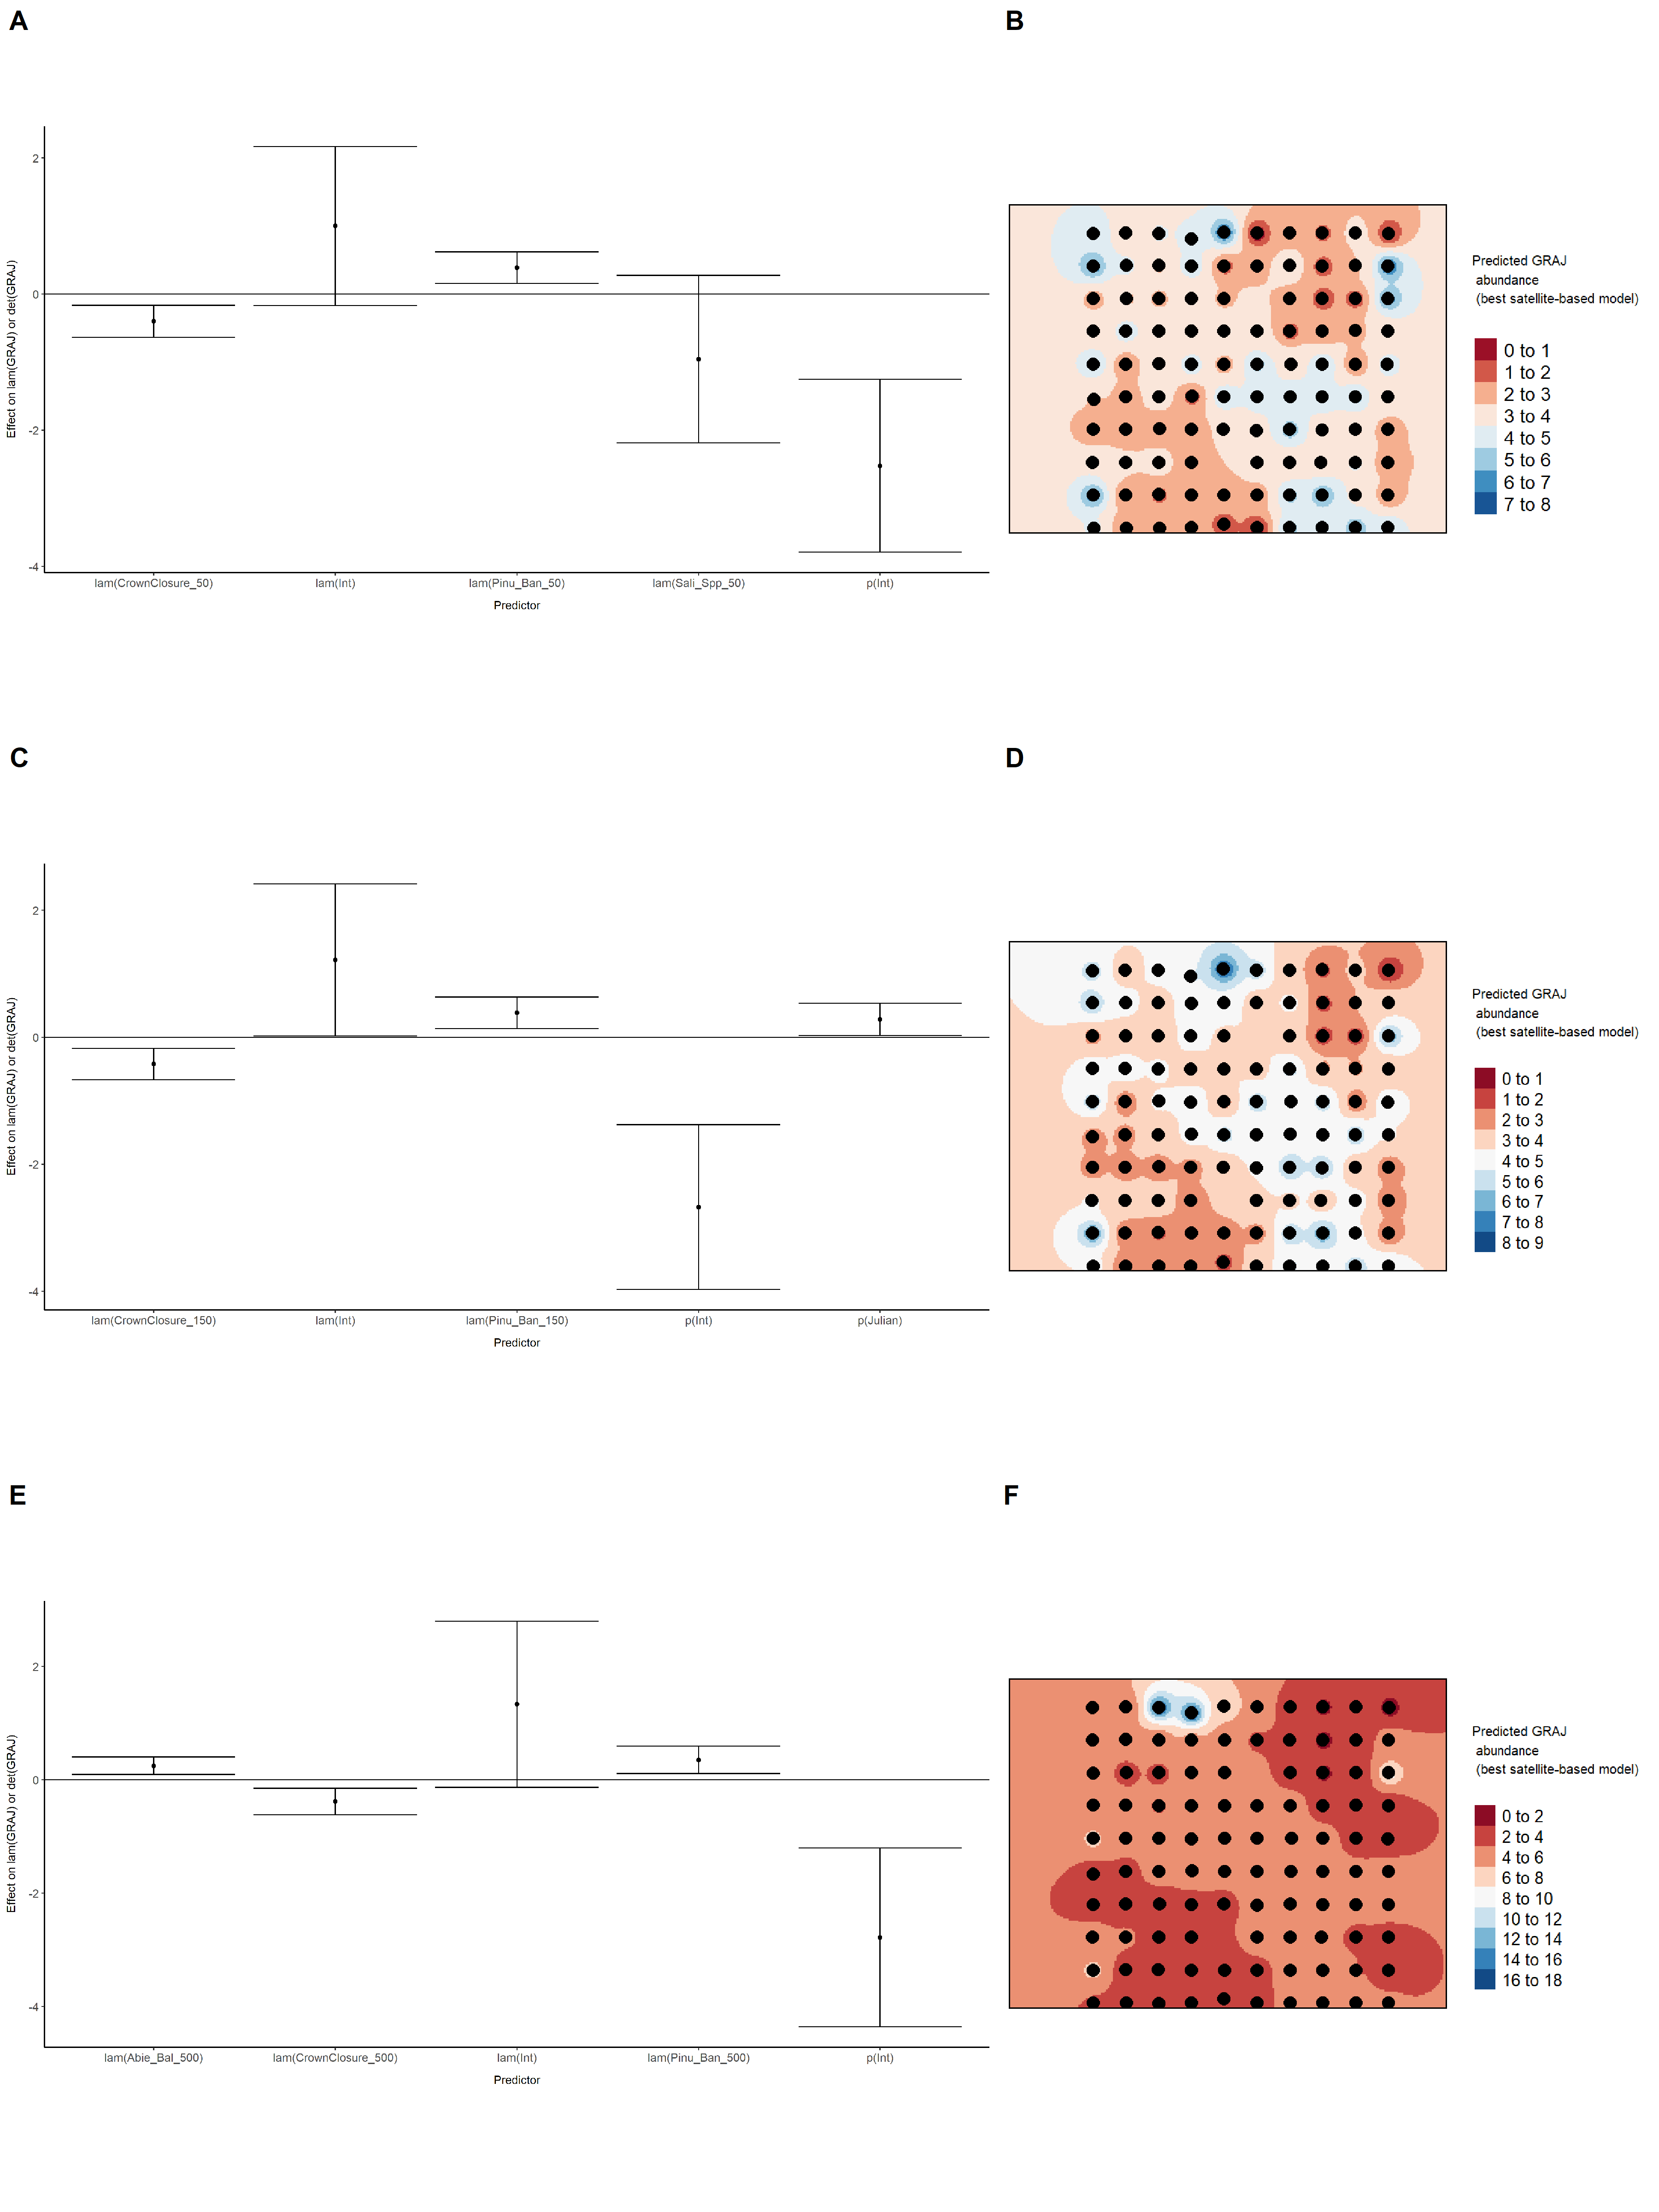 A
B
Effect on lam(GRAJ) or det(GRAJ)
2
0
-2
-4
lam(CrownClosure_50)
lam(Int)
lam(Pinu_Ban_50)
lam(Sali_Spp_50)
p(Int)
Predictor
Predicted GRAJ
abundance
(best satellite-based model)
0 to 1
1 to 2
2 to 3
3 to 4
4 to 5
5 to 6
6 to 7
7 to 8
C
D
Effect on lam(GRAJ) or det(GRAJ)
2
0
-2
-4
lam(CrownClosure_150)
lam(Int)
lam(Pinu_Ban_150)
p(Int)
p(Julian)
Predictor
Predicted GRAJ
abundance
(best satellite-based model)
0 to 1
1 to 2
2 to 3
3 to 4
4 to 5
5 to 6
6 to 7
7 to 8
8 to 9
E
F
Effect on lam(GRAJ) or det(GRAJ)
2
0
-2
-4
lam(Abie_Bal_500)
lam(CrownClosure_500)
lam(Int)
lam(Pinu_Ban_500)
p(Int)
Predictor
Predicted GRAJ
abundance
(best satellite-based model)
0 to 2
2 to 4
4 to 6
6 to 8
8 to 10
10 to 12
12 to 14
14 to 16
16 to 18